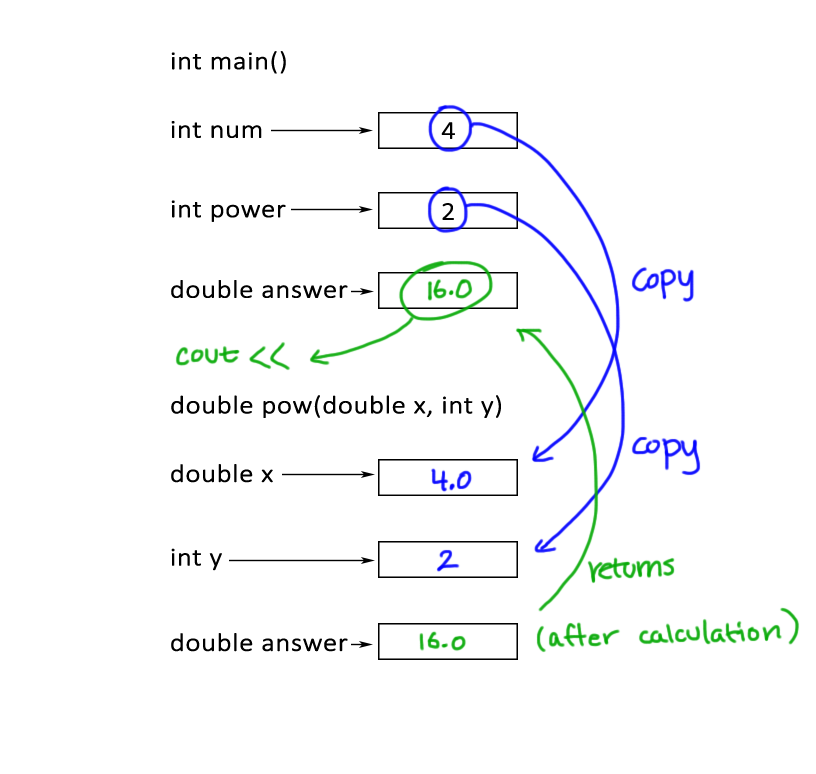 int main()
int num 4
int power 2
copy
double answer 16.0
cout <<
double pow(double x, int y)
copy
double x 4.0
int y 2
returns
double answer 16.0 (after calculation)